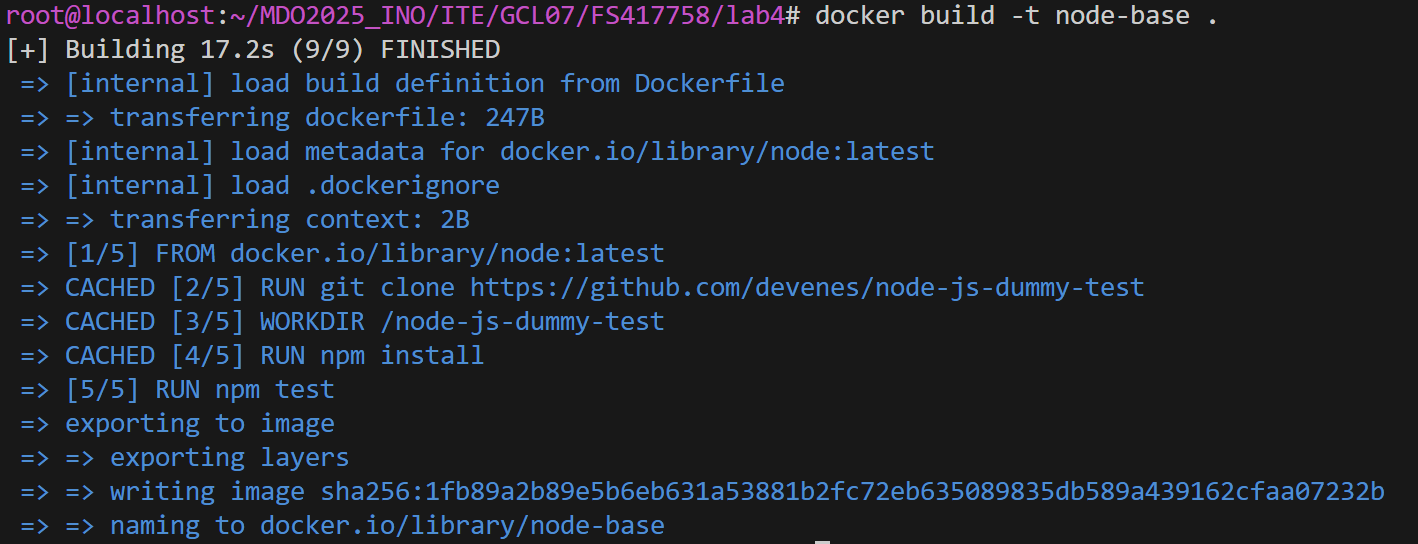 root@localhost:~/MDO2025_INO/ITE/GCL07/FS417758/lab4# docker build -t node-base .
[+] Building 17.2s (9/9) FINISHED
=> [internal] load build definition from Dockerfile
=> => transferring dockerfile: 247B
=> [internal] load metadata for docker.io/library/node:latest
=> [internal] load .dockerignore
=> => transferring context: 2B
=> [1/5] FROM docker.io/library/node:latest
=> CACHED [2/5] RUN git clone https://github.com/devenes/node-js-dummy-test
=> CACHED [3/5] WORKDIR /node-js-dummy-test
=> CACHED [4/5] RUN npm install
=> [5/5] RUN npm test
=> exporting to image
=> => exporting layers
=> => writing image sha256:1fb89a2b89e5b6eb631a53881b2fc72eb635089835db589a439162cfaa07232b
=> => naming to docker.io/library/node-base